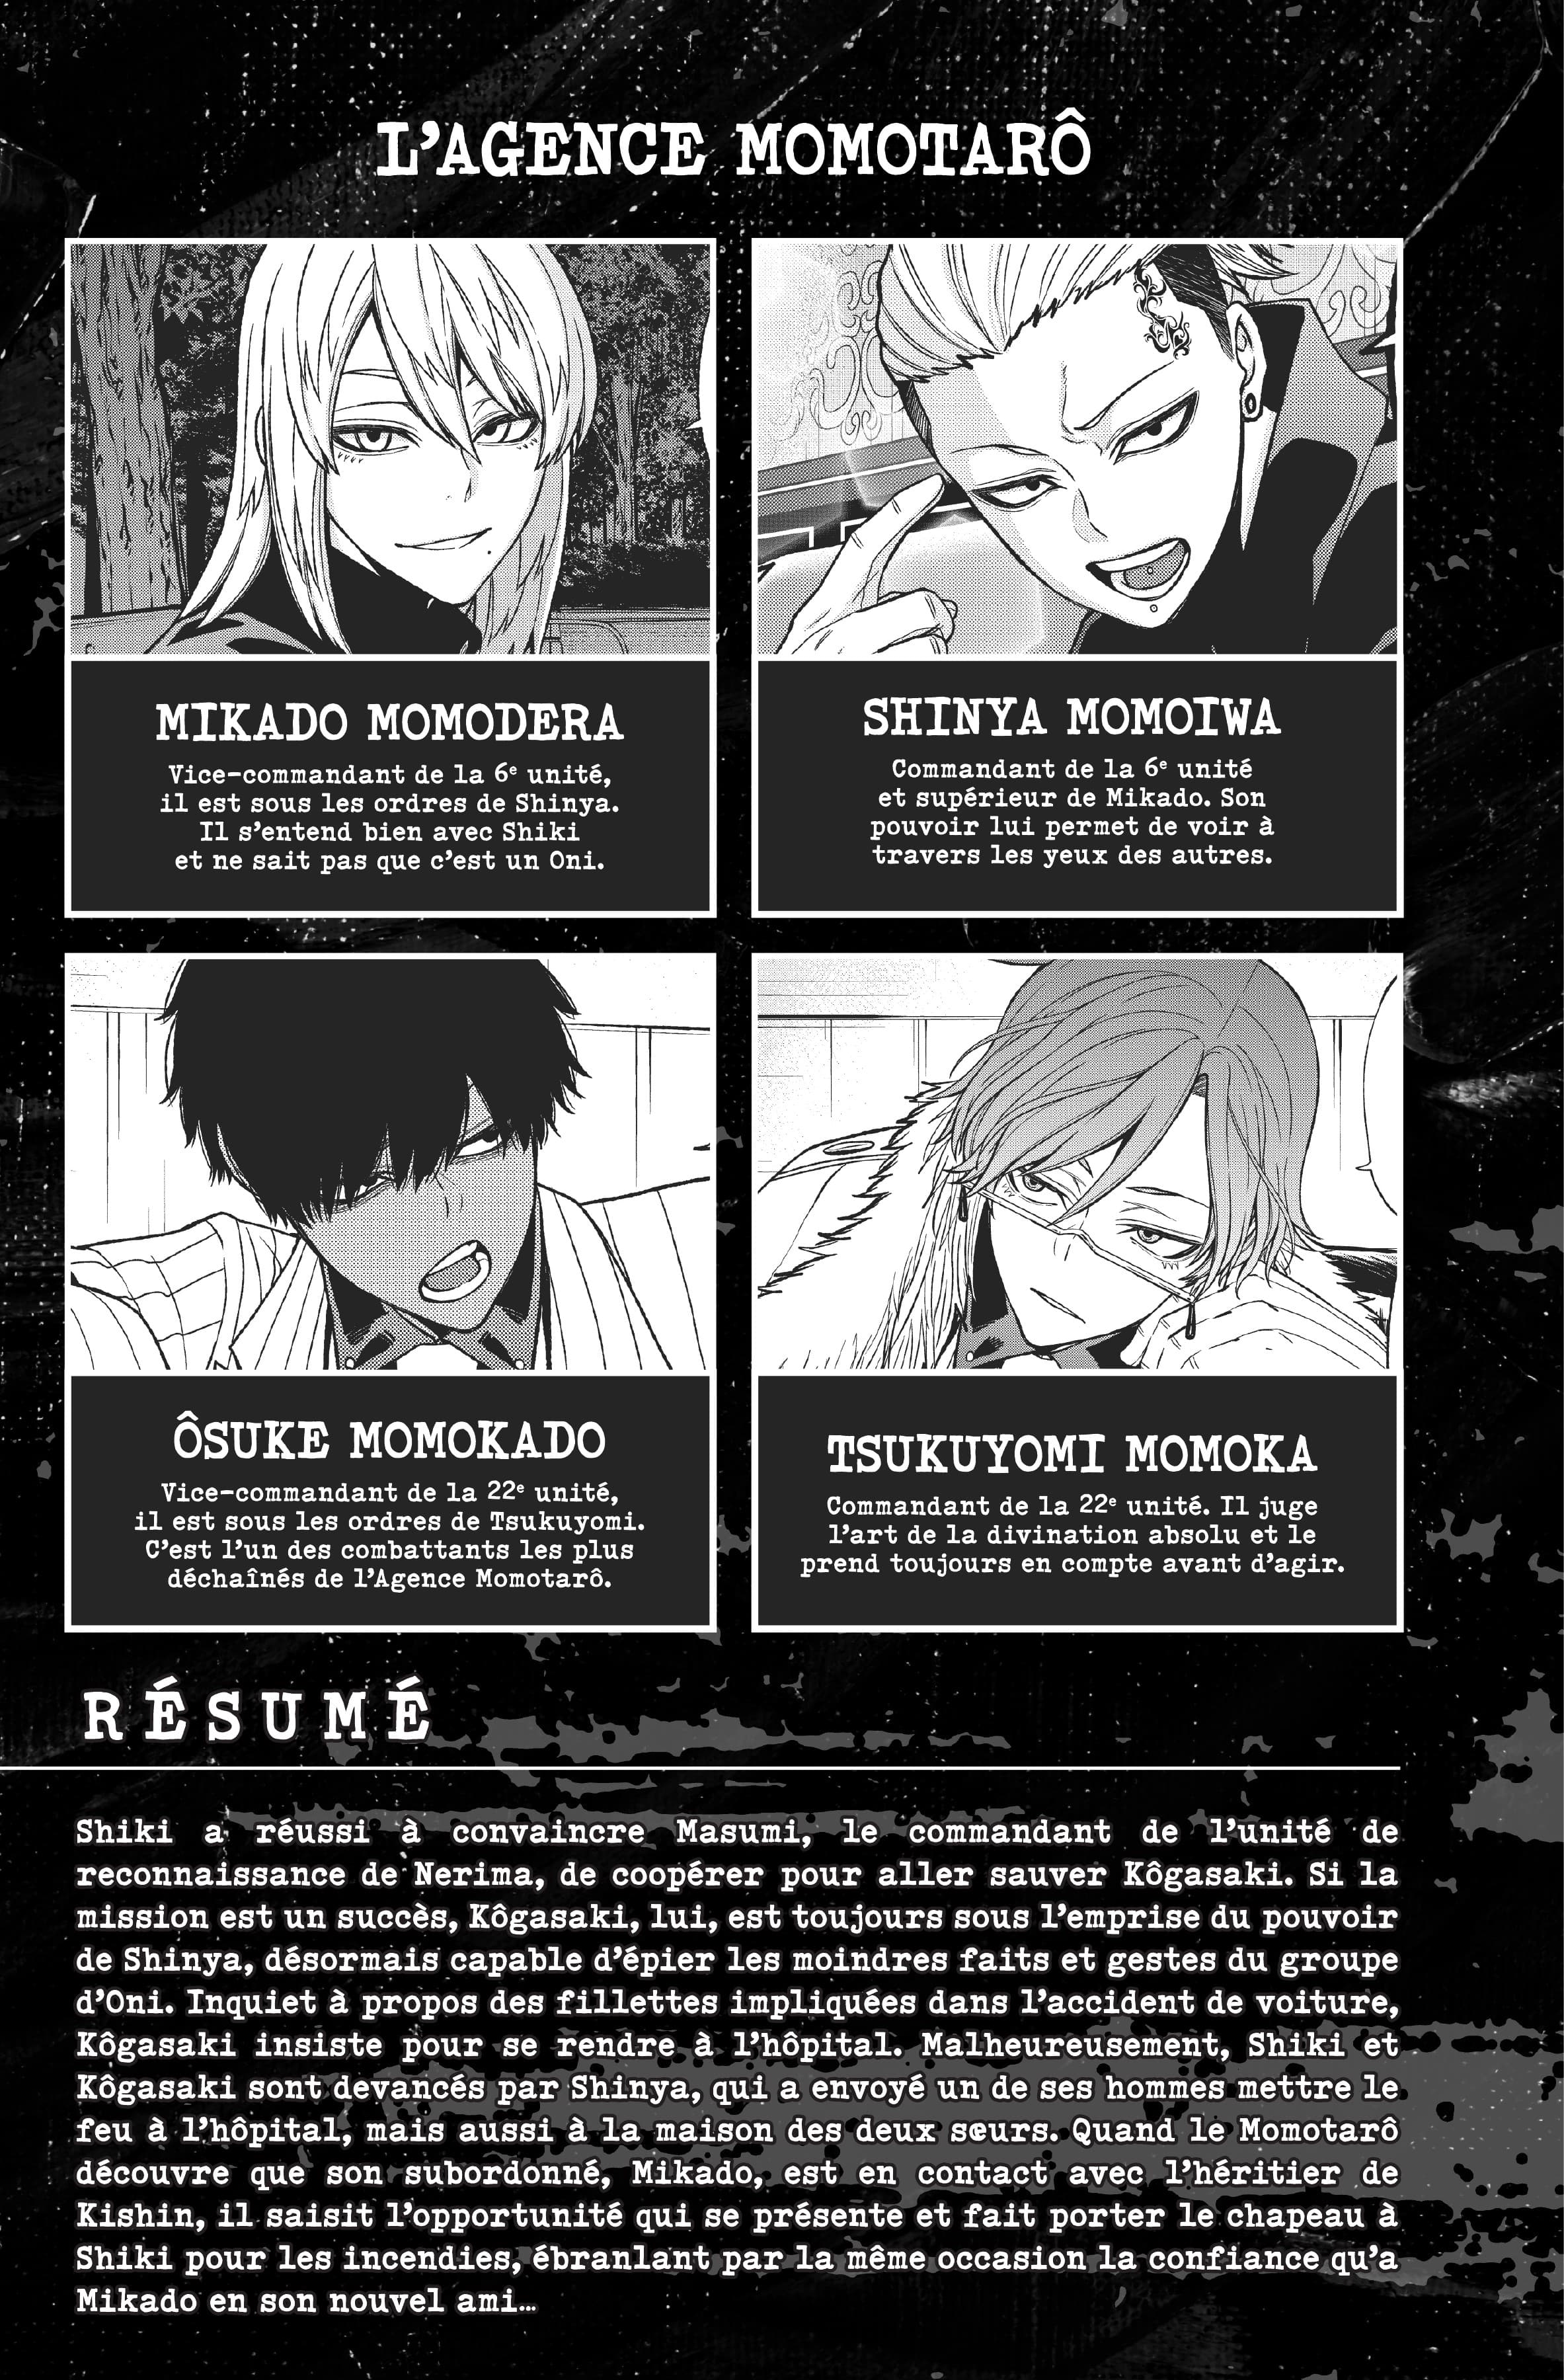 L'AGENCE MOMOTARÔ
MIKADO MOMODERA
Vice-commandant de la 6e unité,
il est sous les ordres de Shinya.
Il s'entend bien avec Shiki
et ne sait pas que c'est un Oni.
SHINYA MOMOIWA
Commandant de la 6e unité
et supérieur de Mikado. Son
pouvoir lui permet de voir à
travers les yeux des autres.
ÔSUKE MOMOKADO
Vice-commandant de la 22e unité,
il est sous les ordres de Tsukuyomi.
C'est l'un des combattants les plus
déchaînés de l'Agence Momotarô.
TSUKUYOMI MOMOKA
Commandant de la 22e unité. Il juge
l'art de la divination absolu et le
prend toujours en compte avant d'agir.
RÉSUMÉ
Shiki a réussi à convaincre Masumi, le commandant de l'unité de
reconnaissance de Nerima, de coopérer pour aller sauver Kôgasaki. Si la
mission est un succès, Kôgasaki, lui, est toujours sous l'emprise du pouvoir
de Shinya, désormais capable d'épier les moindres faits et gestes du groupe
d'Oni. Inquiet à propos des fillettes impliquées dans l'accident de voiture,
Kôgasaki insiste pour se rendre à l'hôpital. Malheureusement, Shiki et
Kôgasaki sont devancés par Shinya, qui a envoyé un de ses hommes mettre le
feu à l'hôpital, mais aussi à la maison des deux sœurs. Quand le Momotarô
découvre que son subordonné, Mikado, est en contact avec l'héritier de
Kishin, il saisit l'opportunité qui se présente et fait porter le chapeau à
Shiki pour les incendies, ébranlant par la même occasion la confiance qu'a
Mikado en son nouvel ami…